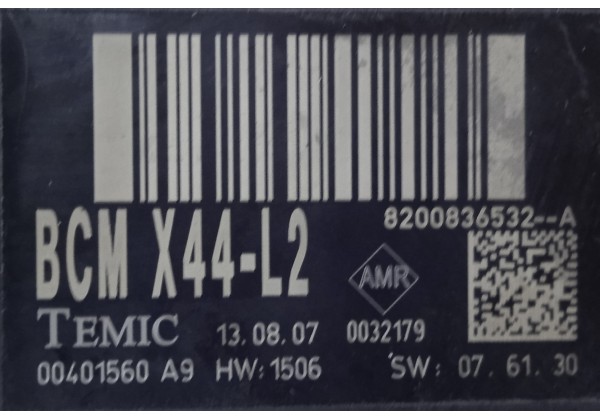 8200836532--A
BCM X44-L2
AMR
TEMIC 13.08.07 0032179
00401560 A9 HW:1506 SW: 07.61.30